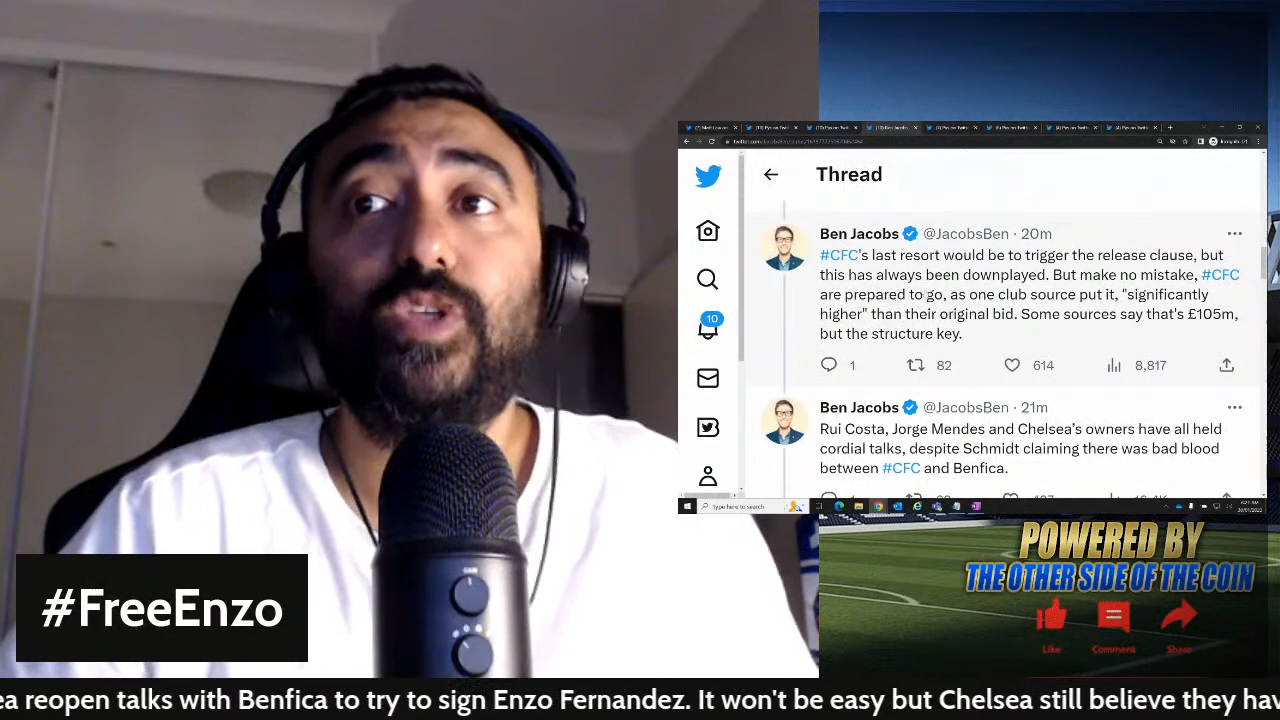 Thread
Ben Jacobs @JacobsBen · 20m
#CFC's last resort would be to trigger the release clause, but
this has always been downplayed. But make no mistake, #CFC
are prepared to go, as one club source put it, "significantly
higher" than their original bid. Some sources say that's £105m,
but the structure key.
1 82 614 8,817
10
Ben Jacobs @JacobsBen · 21m
Rui Costa, Jorge Mendes and Chelsea's owners have all held
cordial talks, despite Schmidt claiming there was bad blood
between #CFC and Benfica.
Type here to search
#FreeEnzo
POWERED BY
THE OTHER SIDE OF THE COIN
Like Comment Share
ea reopen talks with Benfica to try to sign Enzo Fernandez. It won't be easy but Chelsea still believe they hav